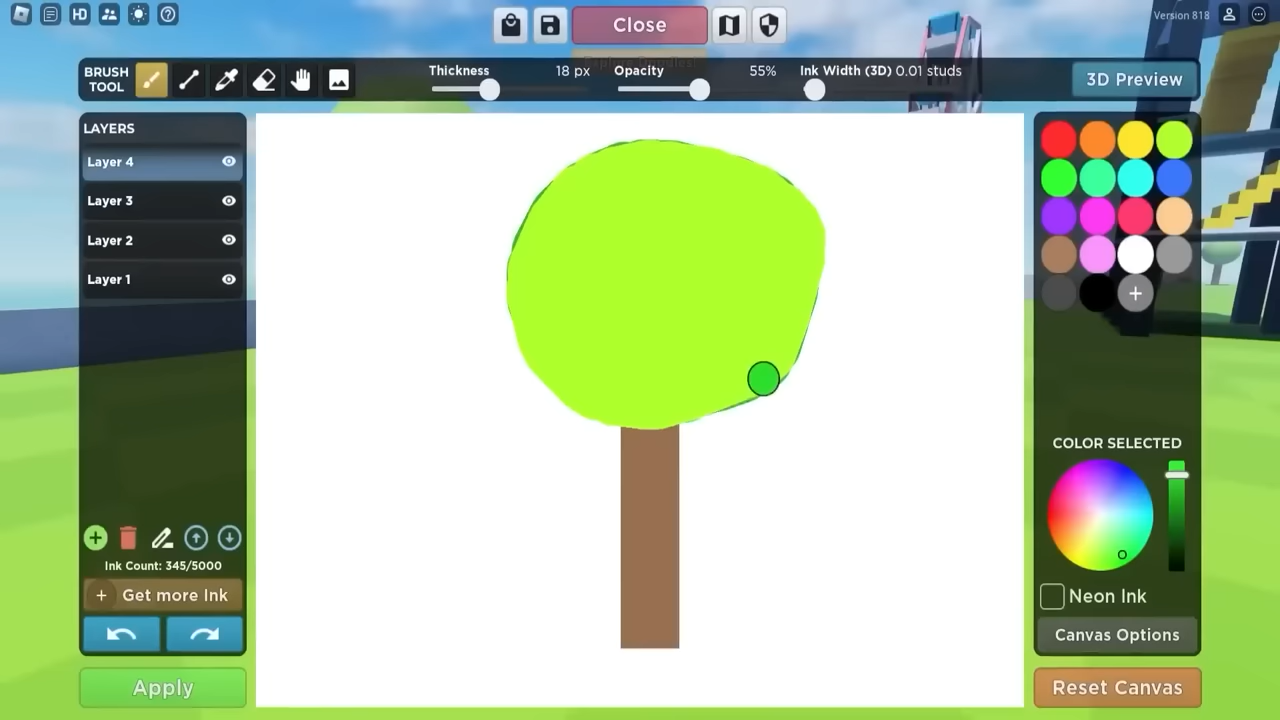 HD
Close
Version 818
BRUSH
TOOL
Thickness
18 px
Opacity
55%
Ink Width (3D) 0.01 studs
3D Preview
LAYERS
Layer 4
Layer 3
Layer 2
Layer 1
Ink Count: 345/5000
+ Get more Ink
Apply
COLOR SELECTED
Neon Ink
Canvas Options
Reset Canvas